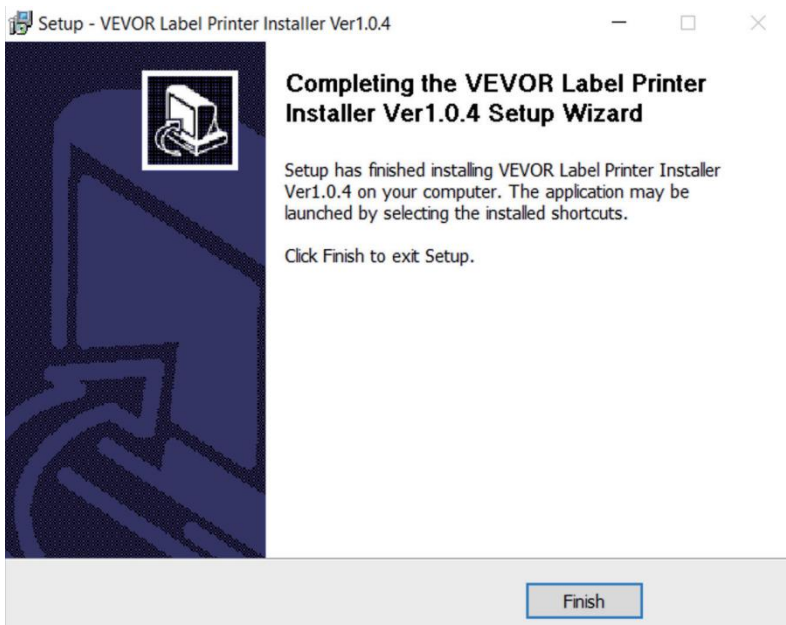 Setup - VEVOR Label Printer Installer Ver1.0.4
Completing the VEVOR Label Printer
Installer Ver1.0.4 Setup Wizard
Setup has finished installing VEVOR Label Printer Installer
Ver1.0.4 on your computer. The application may be
launched by selecting the installed shortcuts.
Click Finish to exit Setup.
Finish